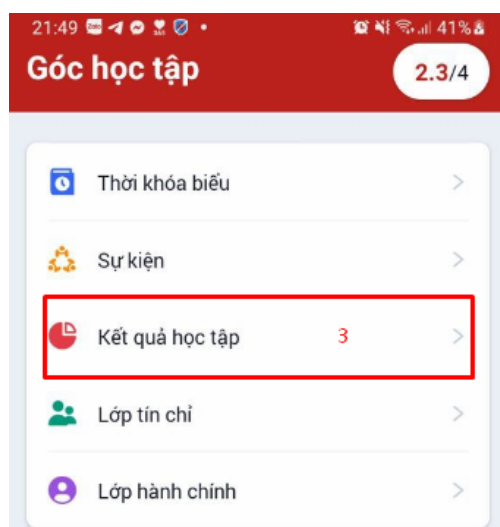 21:49 41%
Góc học tập 2.3/4
Thời khóa biểu
Sự kiện
Kết quả học tập 3
Lớp tín chỉ
Lớp hành chính